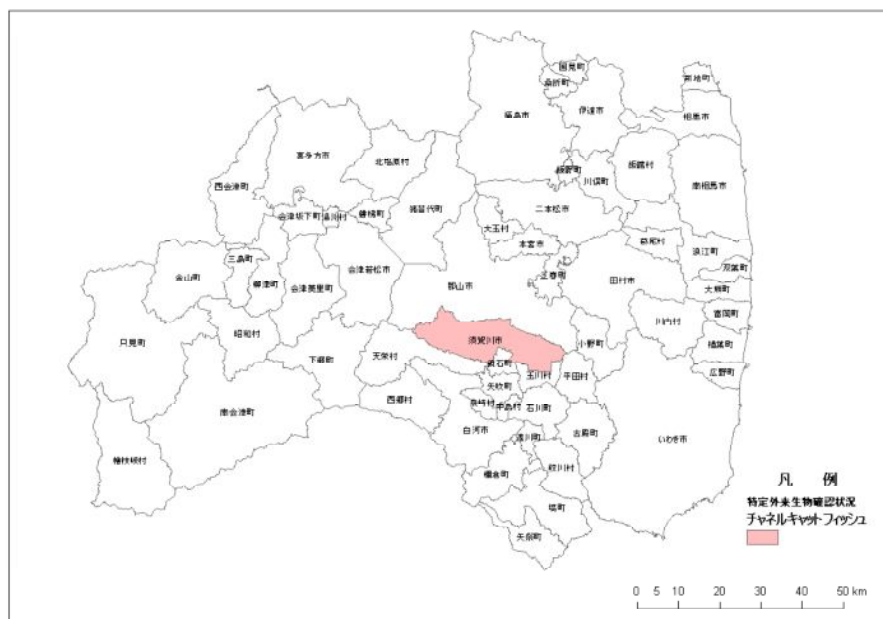 国見町
桑折町
新地町
伊達市
相馬市
福島市
喜多方市
北塩原村
飯舘村
川俣町
南相馬市
西会津町
猪苗代町
二本松市
会津坂下町
湯川村
磐梯町
大玉村
本宮市
葛尾村
浪江町
三島町
双葉町
金山町
柳津町
会津美里町
会津若松市
郡山市
三春町
田村市
大熊町
富岡町
川内村
只見町
昭和村
須賀川市
小野町
楢葉町
下郷町
天栄村
鏡石町
玉川村
平田村
広野町
矢吹町
西郷村
泉崎村
中島村
石川町
南会津町
白河市
古殿町
いわき市
浅川町
檜枝岐村
棚倉町
鮫川村
塙町
矢祭町
凡 例
特定外来生物確認状況
チャネルキャットフィッシュ
0 5 10 20 30 40 50 km